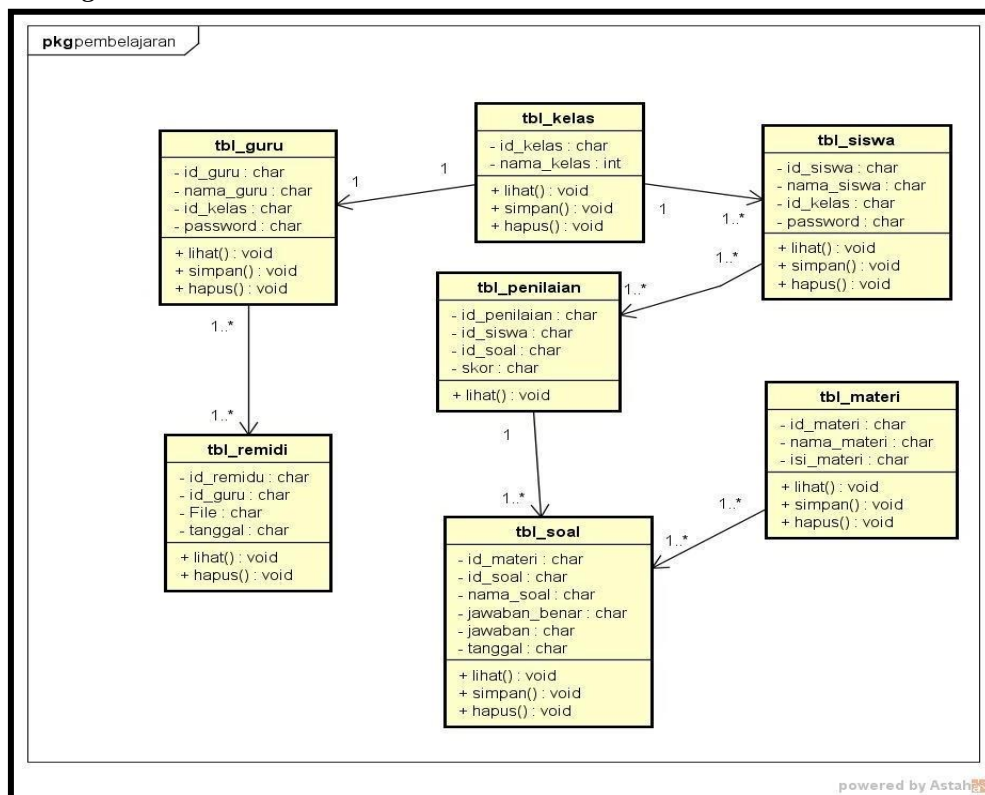 pkg pembelajaran
tbl_guru
- id_guru : char
- nama_guru : char
- id_kelas : char
- password : char
+ lihat() : void
+ simpan() : void
+ hapus() : void
tbl_kelas
- id_kelas : char
- nama_kelas : int
+ lihat() : void
+ simpan() : void
+ hapus() : void
tbl_siswa
- id_siswa : char
- nama_siswa : char
- id_kelas : char
- password : char
+ lihat() : void
+ simpan() : void
+ hapus() : void
1
1
1
1..*
1..*
1..*
tbl_penilaian
- id_penilaian : char
- id_siswa : char
- id_soal : char
- skor : char
+ lihat() : void
1..*
1..*
tbl_remidi
- id_remidu : char
- id_guru : char
- File : char
- tanggal : char
+ lihat() : void
+ hapus() : void
tbl_materi
- id_materi : char
- nama_materi : char
- isi_materi : char
+ lihat() : void
+ simpan() : void
+ hapus() : void
1
1..*
1..*
1..*
tbl_soal
- id_materi : char
- id_soal : char
- nama_soal : char
- jawaban_benar : char
- jawaban : char
- tanggal : char
+ lihat() : void
+ simpan() : void
+ hapus() : void
powered by Astah